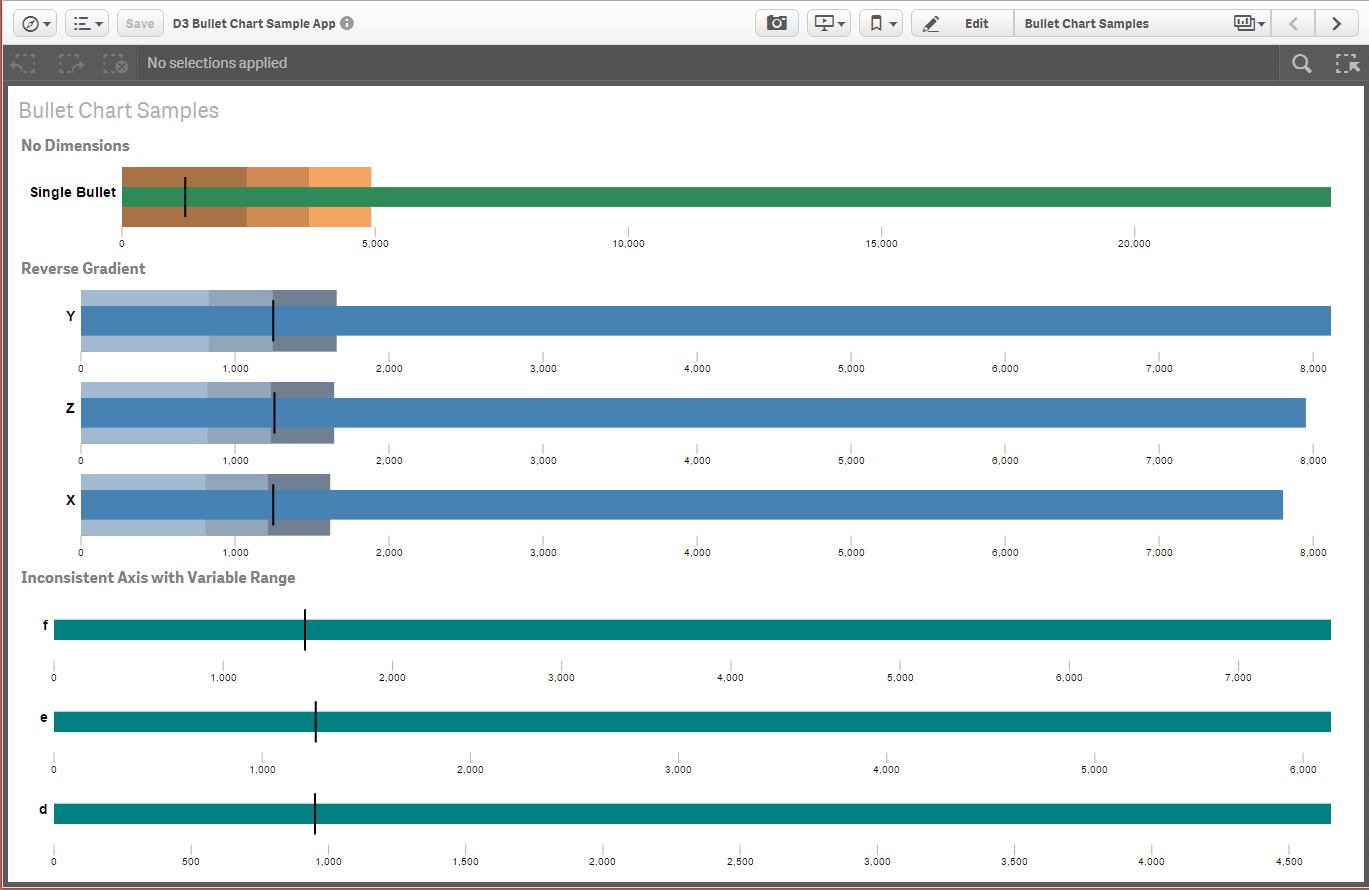 Save D3 Bullet Chart Sample App Edit Bullet Chart Samples
No selections applied
Bullet Chart Samples
No Dimensions
Single Bullet
0 5,000 10,000 15,000 20,000
Reverse Gradient
Y
0 1,000 2,000 3,000 4,000 5,000 6,000 7,000 8,000
Z
0 1,000 2,000 3,000 4,000 5,000 6,000 7,000 8,000
X
0 1,000 2,000 3,000 4,000 5,000 6,000 7,000 8,000
Inconsistent Axis with Variable Range
f
0 1,000 2,000 3,000 4,000 5,000 6,000 7,000
e
0 1,000 2,000 3,000 4,000 5,000 6,000
d
0 500 1,000 1,500 2,000 2,500 3,000 3,500 4,000 4,500